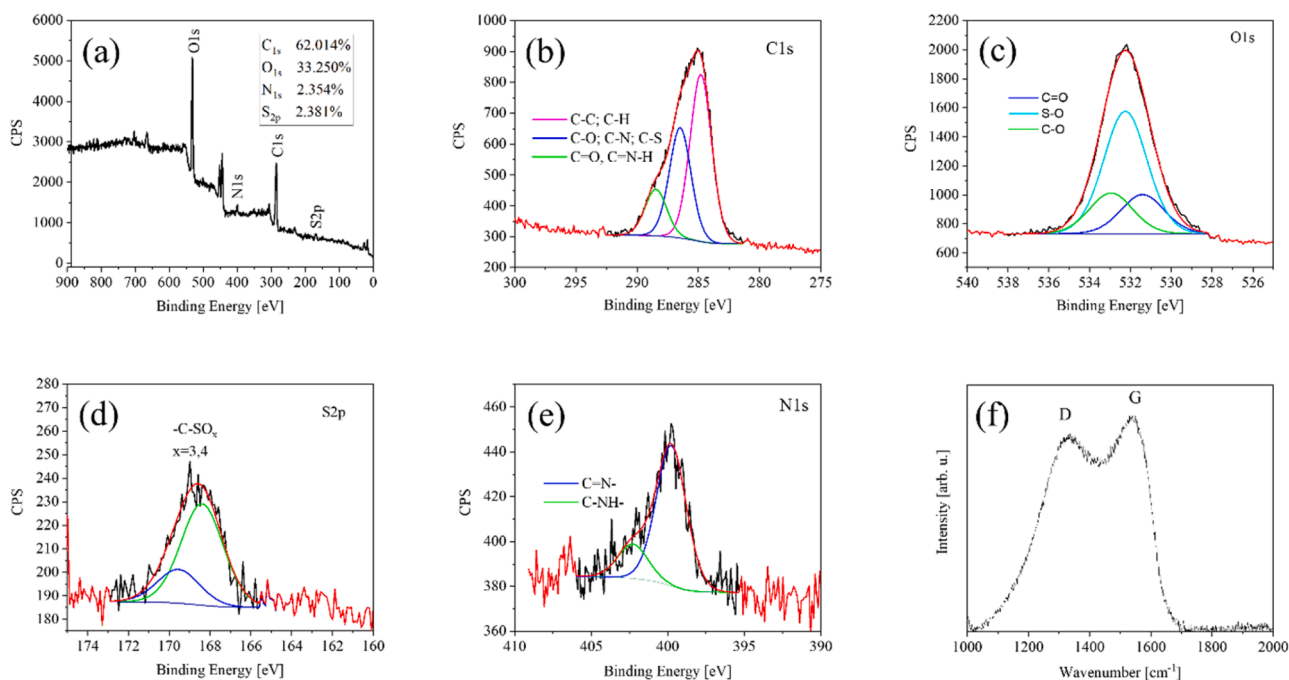 (a)
C1s 62.014%
O1s 33.250%
N1s 2.354%
S2p 2.381%
O1s
N1s
C1s
S2p
6000
5000
4000
3000
2000
1000
0
CPS
900 800 700 600 500 400 300 200 100 0
Binding Energy [eV]
(b)
C1s
C-C; C-H
C-O; C-N; C-S
C=O, C=N-H
1000
900
800
700
600
500
400
300
200
CPS
300 295 290 285 280 275
Binding Energy [eV]
(c)
O1s
C=O
S-O
C-O
2200
2000
1800
1600
1400
1200
1000
800
600
CPS
540 538 536 534 532 530 528 526
Binding Energy [eV]
(d)
S2p
-C-SOx
x=3,4
280
270
260
250
240
230
220
210
200
190
180
CPS
174 172 170 168 166 164 162 160
Binding Energy [eV]
(e)
N1s
C=N-
C-NH-
460
440
420
400
380
360
CPS
410 405 400 395 390
Binding Energy [eV]
(f)
D
G
Intensity [arb. u.]
1000 1200 1400 1600 1800 2000
Wavenumber [cm-1]